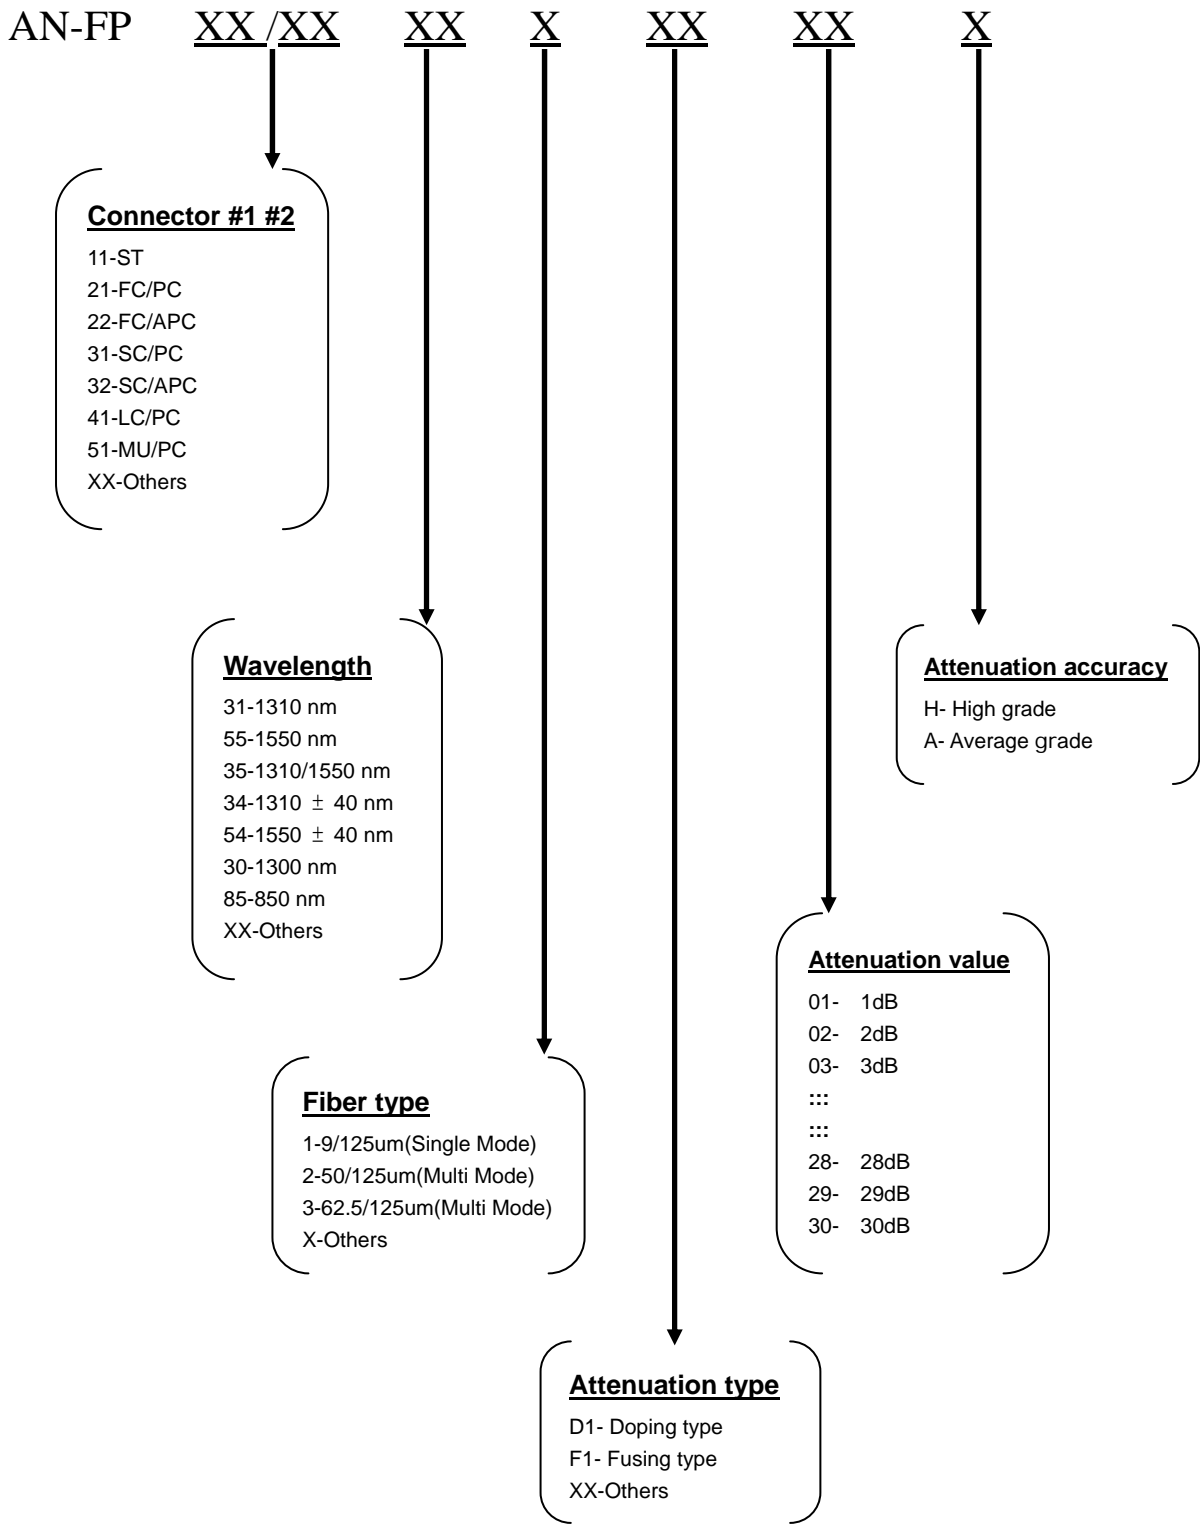 AN-FP XX /XX XX X XX XX X
Connector #1 #2
11-ST
21-FC/PC
22-FC/APC
31-SC/PC
32-SC/APC
41-LC/PC
51-MU/PC
XX-Others
Wavelength
31-1310 nm
55-1550 nm
35-1310/1550 nm
34-1310 ± 40 nm
54-1550 ± 40 nm
30-1300 nm
85-850 nm
XX-Others
Attenuation accuracy
H- High grade
A- Average grade
Attenuation value
01- 1dB
02- 2dB
03- 3dB
:::
:::
28- 28dB
29- 29dB
30- 30dB
Fiber type
1-9/125um(Single Mode)
2-50/125um(Multi Mode)
3-62.5/125um(Multi Mode)
X-Others
Attenuation type
D1- Doping type
F1- Fusing type
XX-Others